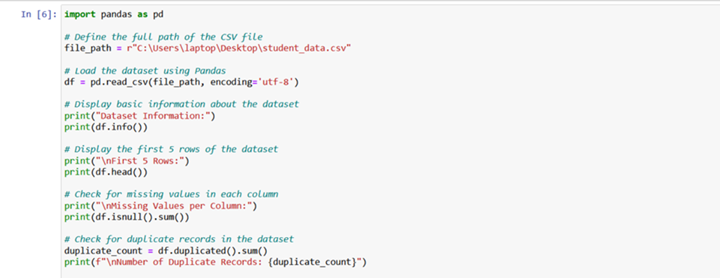 In [6]: import pandas as pd
# Define the full path of the CSV file
file_path = r"C:\Users\laptop\Desktop\student_data.csv"
# Load the dataset using Pandas
df = pd.read_csv(file_path, encoding='utf-8')
# Display basic information about the dataset
print("Dataset Information:")
print(df.info())
# Display the first 5 rows of the dataset
print("\nFirst 5 Rows:")
print(df.head())
# Check for missing values in each column
print("\nMissing Values per Column:")
print(df.isnull().sum())
# Check for duplicate records in the dataset
duplicate_count = df.duplicated().sum()
print(f"\nNumber of Duplicate Records: {duplicate_count}")